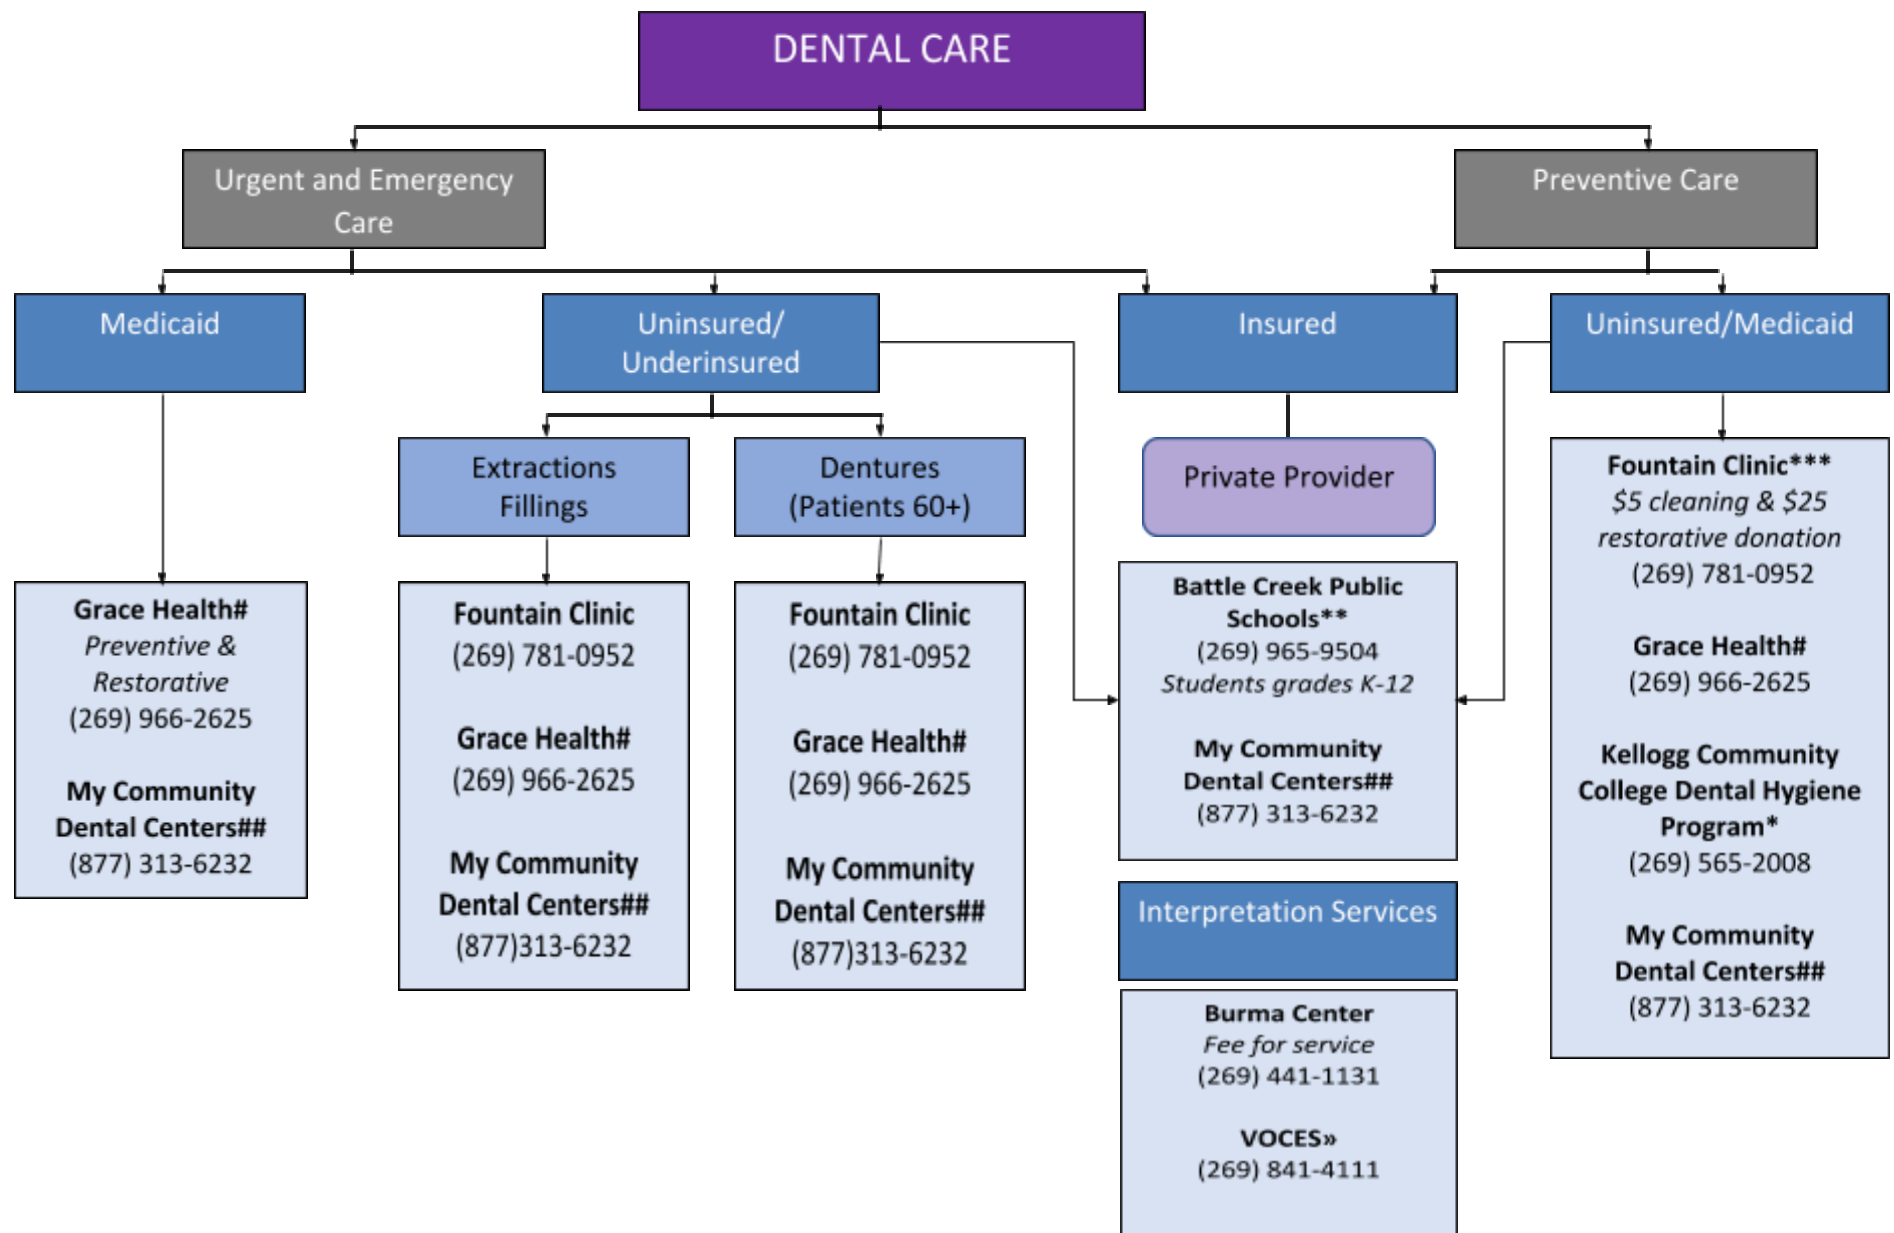 DENTAL CARE
Urgent and Emergency
Care
Preventive Care
Medicaid
Uninsured/
Underinsured
Insured
Uninsured/Medicaid
Extractions
Fillings
Dentures
(Patients 60+)
Private Provider
Grace Health#
Preventive &
Restorative
(269) 966-2625
My Community
Dental Centers##
(877) 313-6232
Fountain Clinic
(269) 781-0952
Grace Health#
(269) 966-2625
My Community
Dental Centers##
(877)313-6232
Fountain Clinic
(269) 781-0952
Grace Health#
(269) 966-2625
My Community
Dental Centers##
(877)313-6232
Battle Creek Public
Schools**
(269) 965-9504
Students grades K-12
My Community
Dental Centers##
(877) 313-6232
Interpretation Services
Burma Center
Fee for service
(269) 441-1131
VOCES»
(269) 841-4111
Fountain Clinic***
$5 cleaning & $25
restorative donation
(269) 781-0952
Grace Health#
(269) 966-2625
Kellogg Community
College Dental Hygiene
Program*
(269) 565-2008
My Community
Dental Centers##
(877) 313-6232